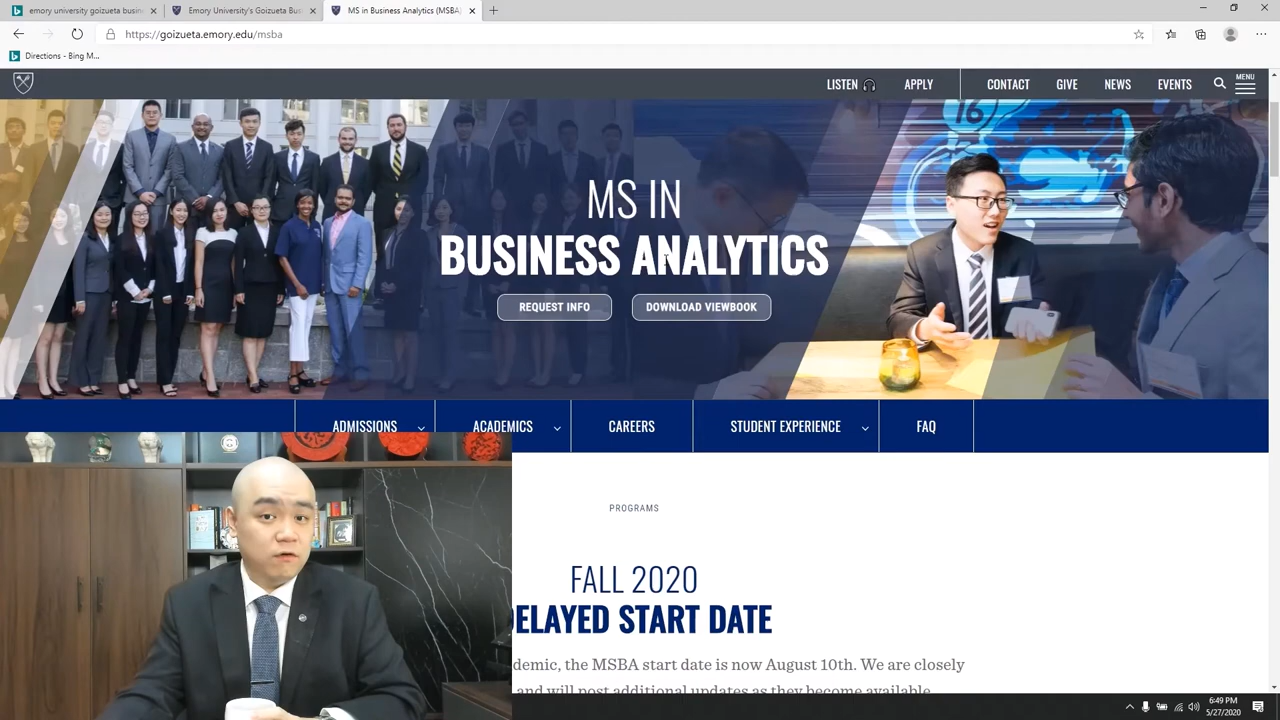 emory university goizueta busin
Emory University's Goizueta Bus
MS in Business Analytics (MSBA)
https://goizueta.emory.edu/msba
Directions - Bing M...
LISTEN
APPLY
CONTACT
GIVE
NEWS
EVENTS
MENU
16
MS IN
BUSINESS ANALYTICS
REQUEST INFO
DOWNLOAD VIEWBOOK
ADMISSIONS
ACADEMICS
CAREERS
STUDENT EXPERIENCE
FAQ
PROGRAMS
FALL 2020
ELAYED START DATE
demic, the MSBA start date is now August 10th. We are closely
and will post additional updates as they become available.
6:49 PM
5/27/2020